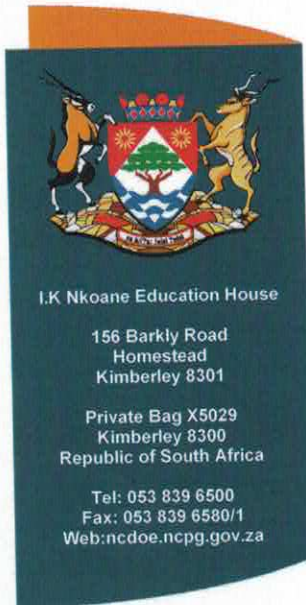 I.K Nkoane Education House
156 Barkly Road
Homestead
Kimberley 8301
Private Bag X5029
Kimberley 8300
Republic of South Africa
Tel: 053 839 6500
Fax: 053 839 6580/1
Web:ncdoe.ncpg.gov.za